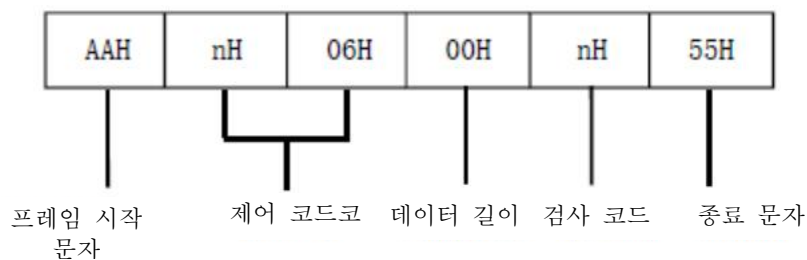 AAH nH 06H 00H nH 55H
프레임 시작 문자
제어 코드코
데이터 길이
검사 코드
종료 문자